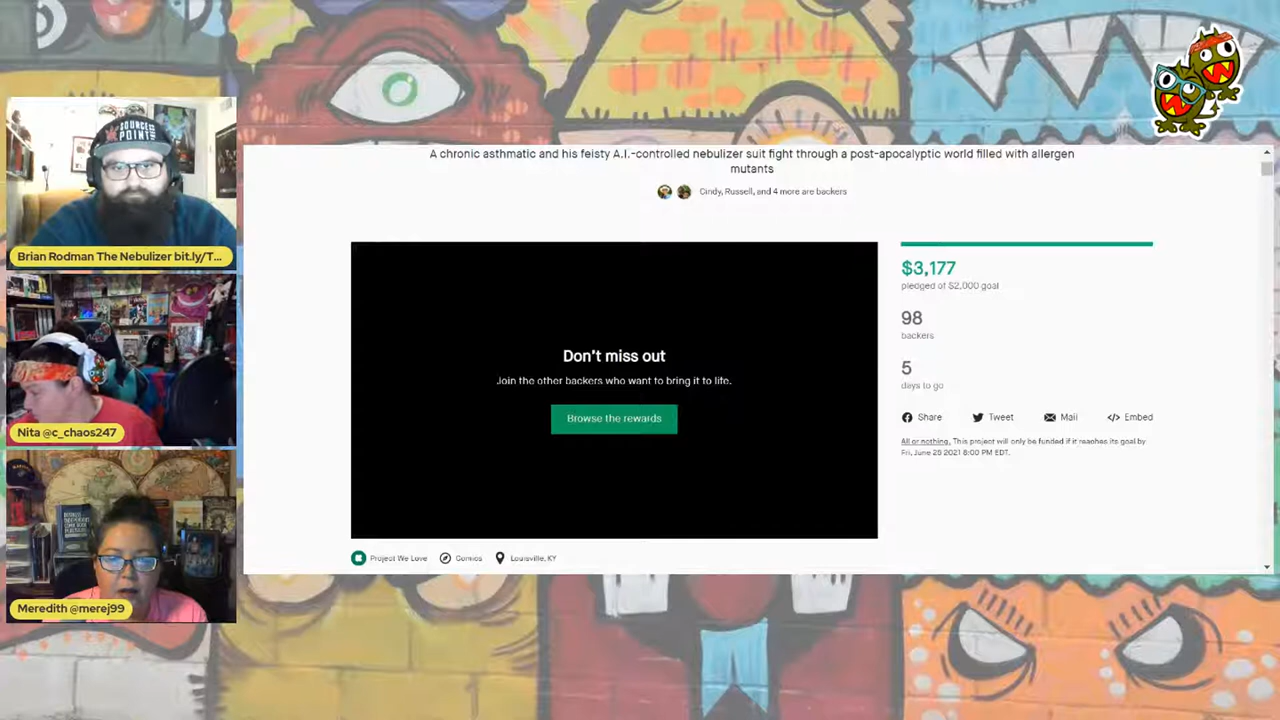 A chronic asthmatic and his feisty A.I.-controlled nebulizer suit fight through a post-apocalyptic world filled with allergen
mutants
Cindy, Russell, and 4 more are backers
SOURCE
POINTS
Brian Rodman The Nebulizer bit.ly/T...
$3,177
pledged of $2,000 goal
98
backers
Don't miss out
Join the other backers who want to bring it to life.
Browse the rewards
5
days to go
Share
Tweet
Mail
Embed
Nita @c_chaos247
All or nothing. This project will only be funded if it reaches its goal by
Fri, June 25 2021 8:00 PM EDT.
Project We Love
Comics
Louisville, KY
Meredith @merej99